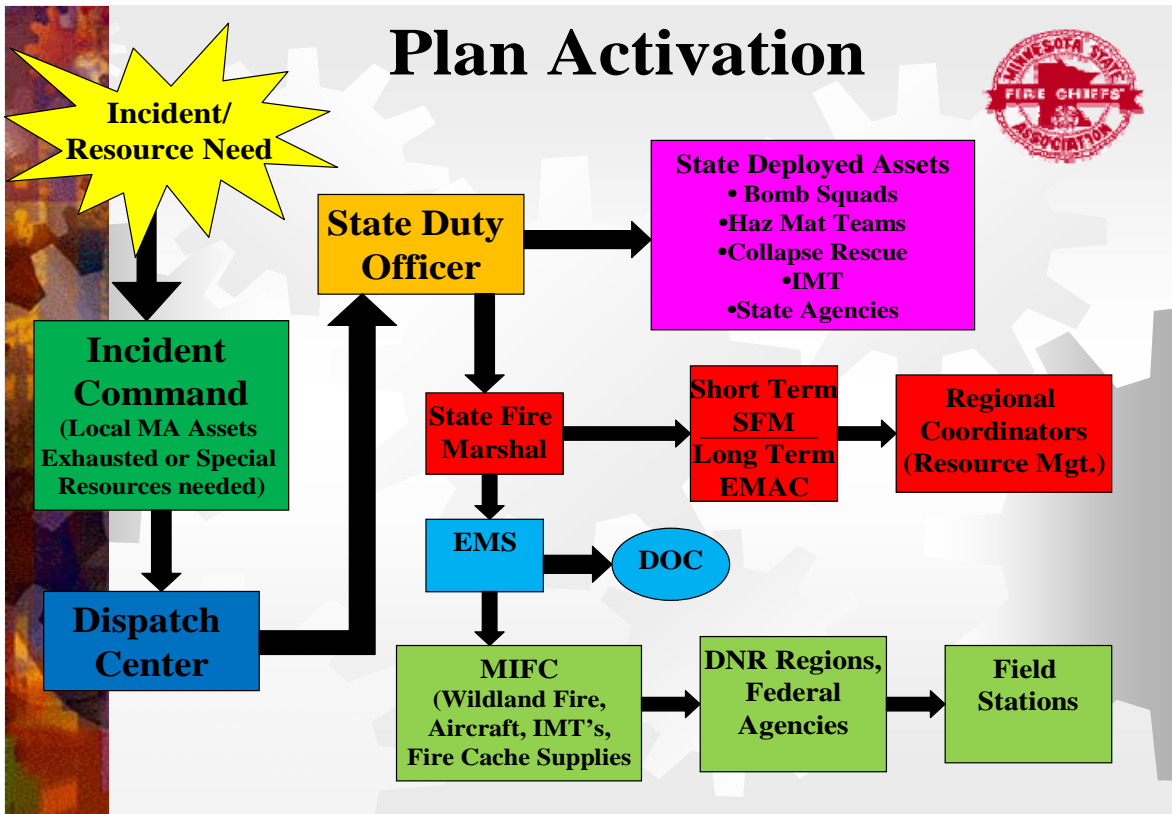 Plan Activation
MINNESOTA STATE
FIRE CHIEFS
ASSOCIATION
Incident/
Resource Need
State Duty
Officer
State Deployed Assets
• Bomb Squads
•Haz Mat Teams
•Collapse Rescue
•IMT
•State Agencies
Incident
Command
(Local MA Assets
Exhausted or Special
Resources needed)
State Fire
Marshal
Short Term
SFM
Long Term
EMAC
Regional
Coordinators
(Resource Mgt.)
EMS
DOC
Dispatch
Center
MIFC
(Wildland Fire,
Aircraft, IMT's,
Fire Cache Supplies
DNR Regions,
Federal
Agencies
Field
Stations